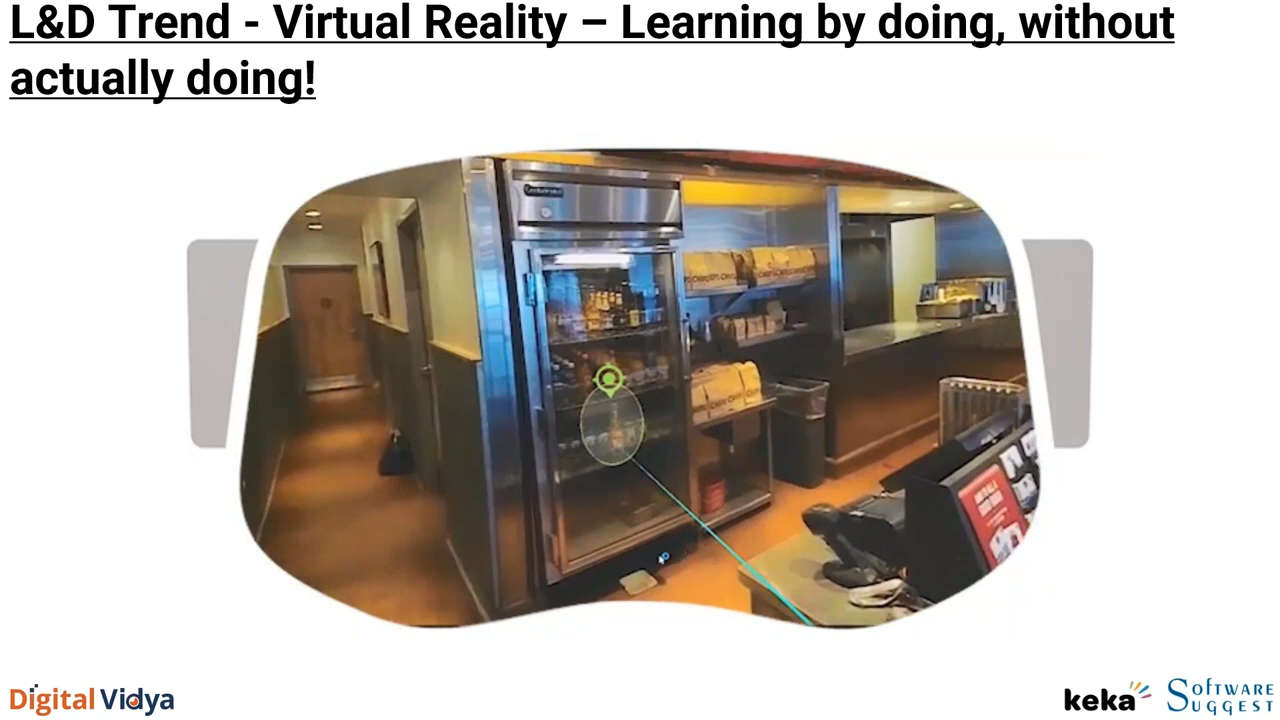 L&D Trend - Virtual Reality – Learning by doing, without
actually doing!
Digital Vidya
keka
SOFTWARE
SUGGEST